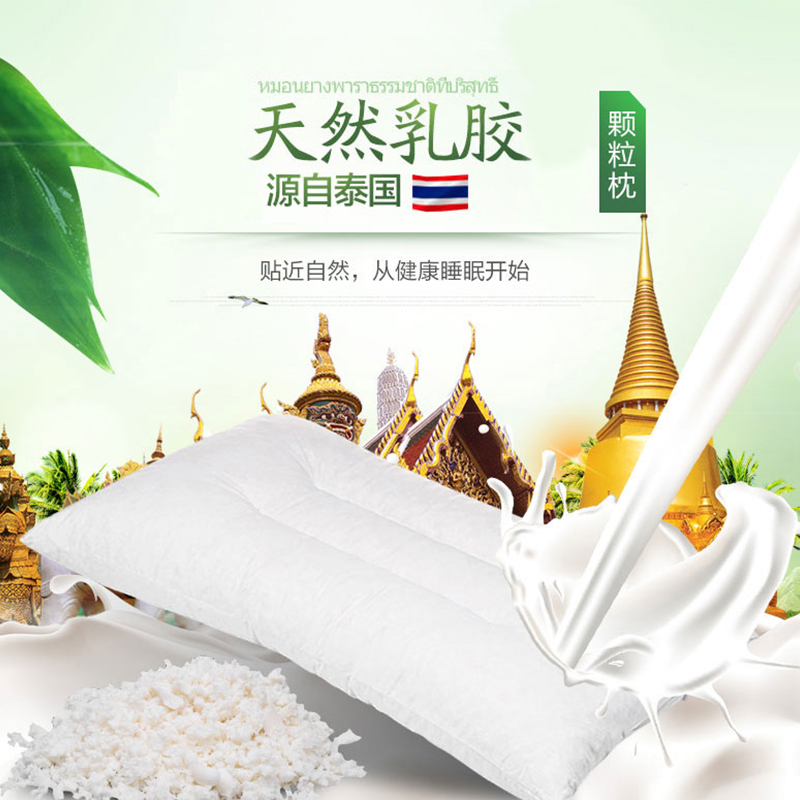 หมอนยางพาราธรรมชาติที่บริสุทธิ์
天然乳胶
源自泰国
颗粒枕
贴近自然，从健康睡眠开始